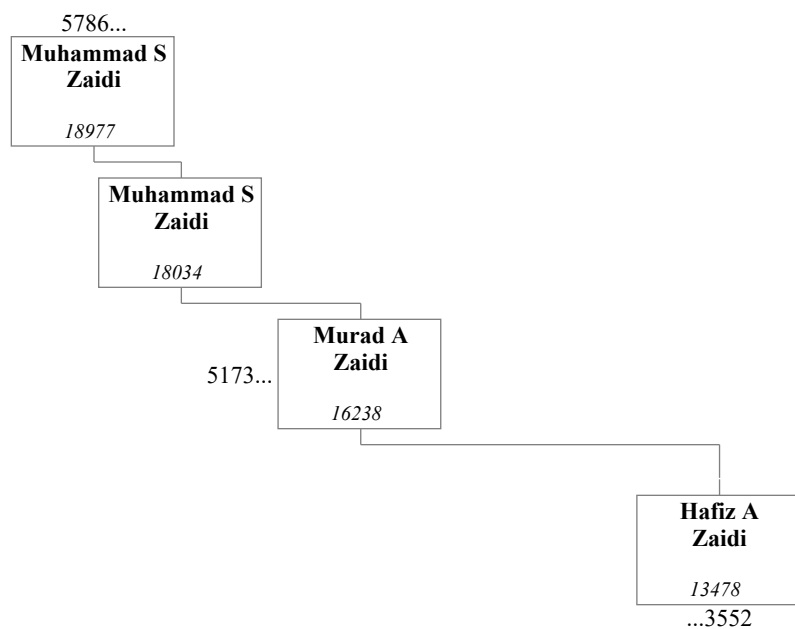 5786...
Muhammad S
Zaidi
18977
Muhammad S
Zaidi
18034
Murad A
Zaidi
5173...
16238
Hafiz A
Zaidi
13478
...3552